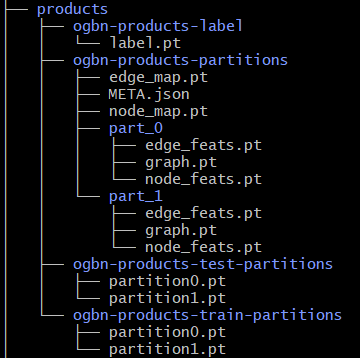 products
ogbn-products-label
label.pt
ogbn-products-partitions
edge_map.pt
META.json
node_map.pt
part_0
edge_feats.pt
graph.pt
node_feats.pt
part_1
edge_feats.pt
graph.pt
node_feats.pt
ogbn-products-test-partitions
partition0.pt
partition1.pt
ogbn-products-train-partitions
partition0.pt
partition1.pt